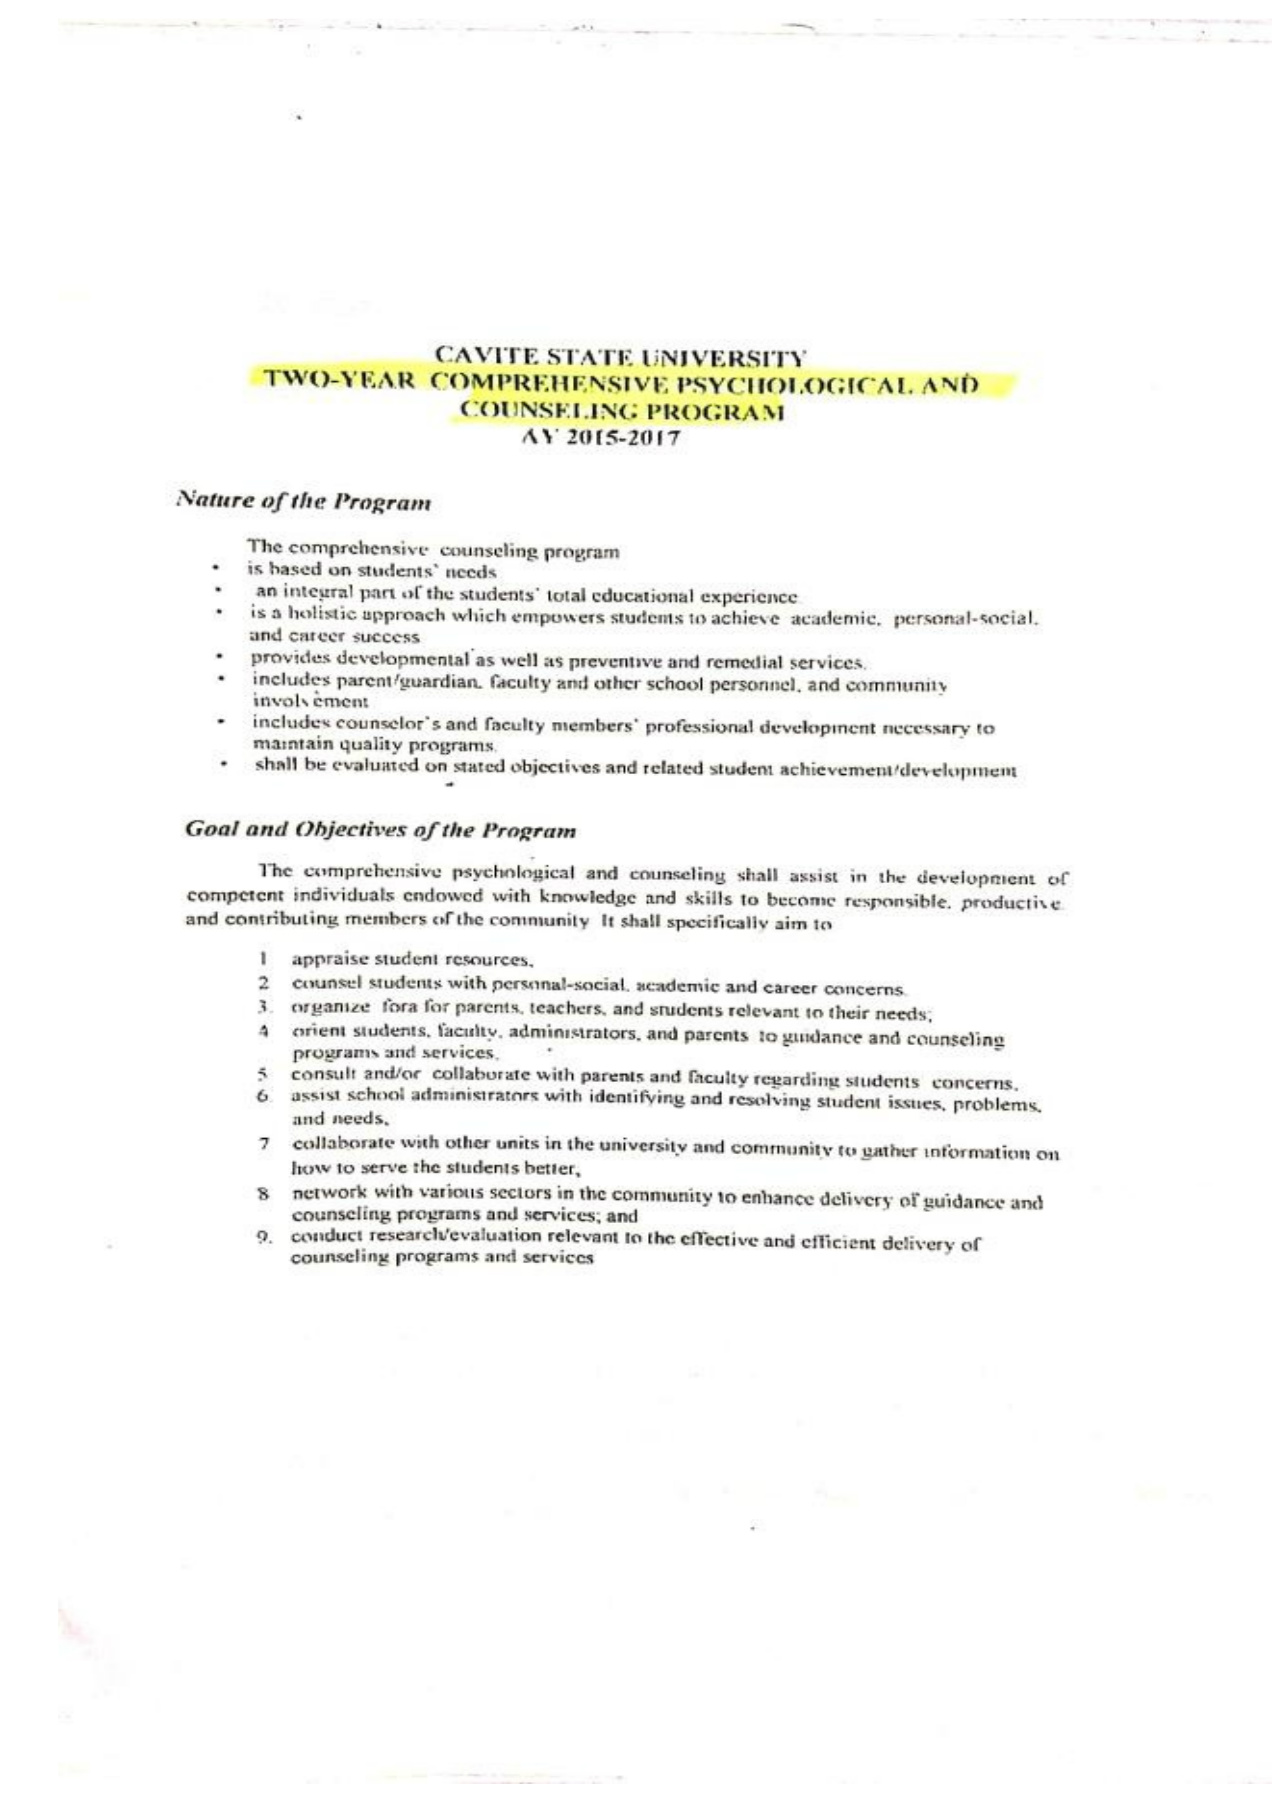 CAVITE STATE UNIVERSITY
TWO-YEAR COMPREHENSIVE PSYCHOLOGICAL AND
COUNSELING PROGRAM
AY 2015-2017
Nature of the Program
The comprehensive counseling program
• is based on students' needs
• an integral part of the students' total educational experience
• is a holistic approach which empowers students to achieve academic, personal-social,
and career success
• provides developmental as well as preventive and remedial services.
• includes parent/guardian, faculty and other school personnel, and community
involvement
• includes counselor's and faculty members' professional development necessary to
maintain quality programs.
• shall be evaluated on stated objectives and related student achievement/development
Goal and Objectives of the Program
The comprehensive psychological and counseling shall assist in the development of
competent individuals endowed with knowledge and skills to become responsible, productive
and contributing members of the community It shall specifically aim to
1 appraise student resources,
2 counsel students with personal-social, academic and career concerns.
3. organize fora for parents, teachers, and students relevant to their needs;
4 orient students, faculty, administrators, and parents to guidance and counseling
programs and services,
5 consult and/or collaborate with parents and faculty regarding students concerns,
6. assist school administrators with identifying and resolving student issues, problems,
and needs,
7 collaborate with other units in the university and community to gather information on
how to serve the students better,
8 network with various sectors in the community to enhance delivery of guidance and
counseling programs and services; and
9. conduct research/evaluation relevant to the effective and efficient delivery of
counseling programs and services